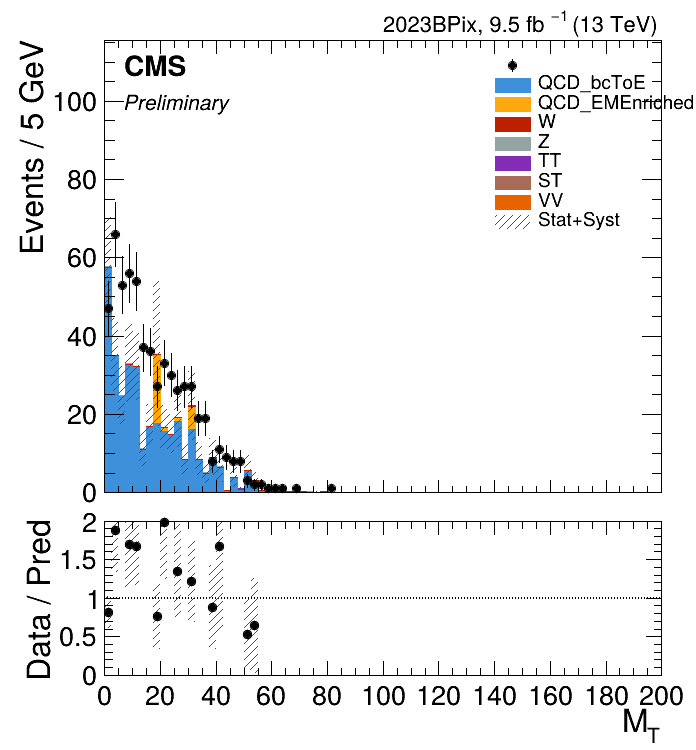 2023BPix, 9.5 fb⁻¹ (13 TeV)
CMS
Preliminary
QCD_bcToE
QCD_EMEnriched
W
Z
TT
ST
VV
Stat+Syst
Events / 5 GeV
100
80
60
40
20
0
Data / Pred
2
1.5
1
0.5
0
0 20 40 60 80 100 120 140 160 180 200
M_T